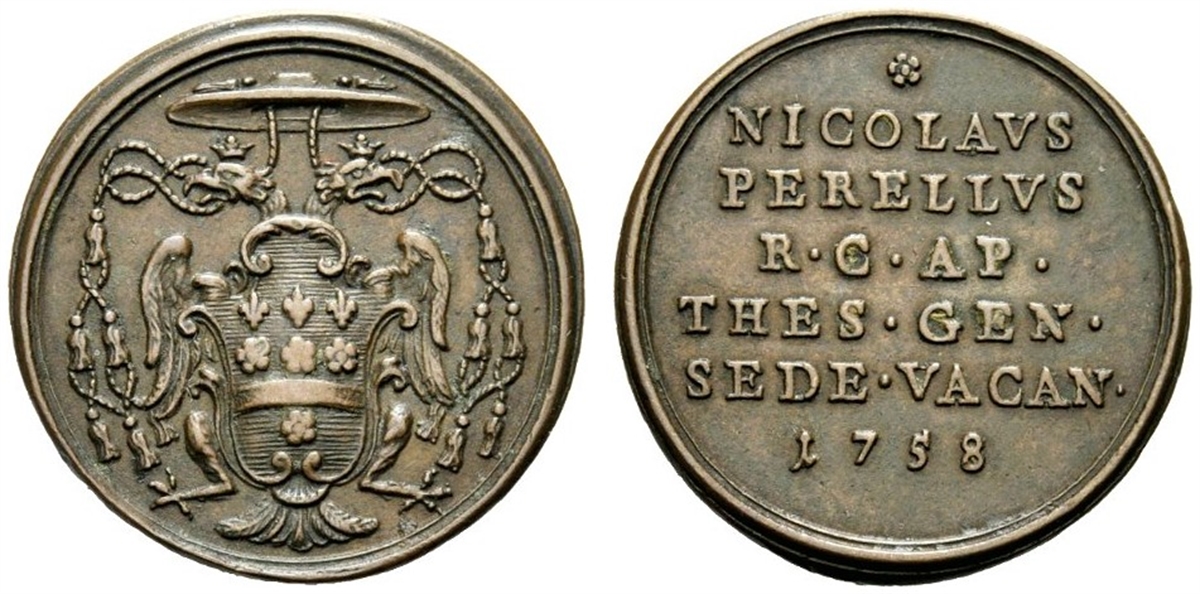 NICOLAVS
PERELLVS
R·C·AP·
THES·GEN·
SEDE·VACAN·
1758